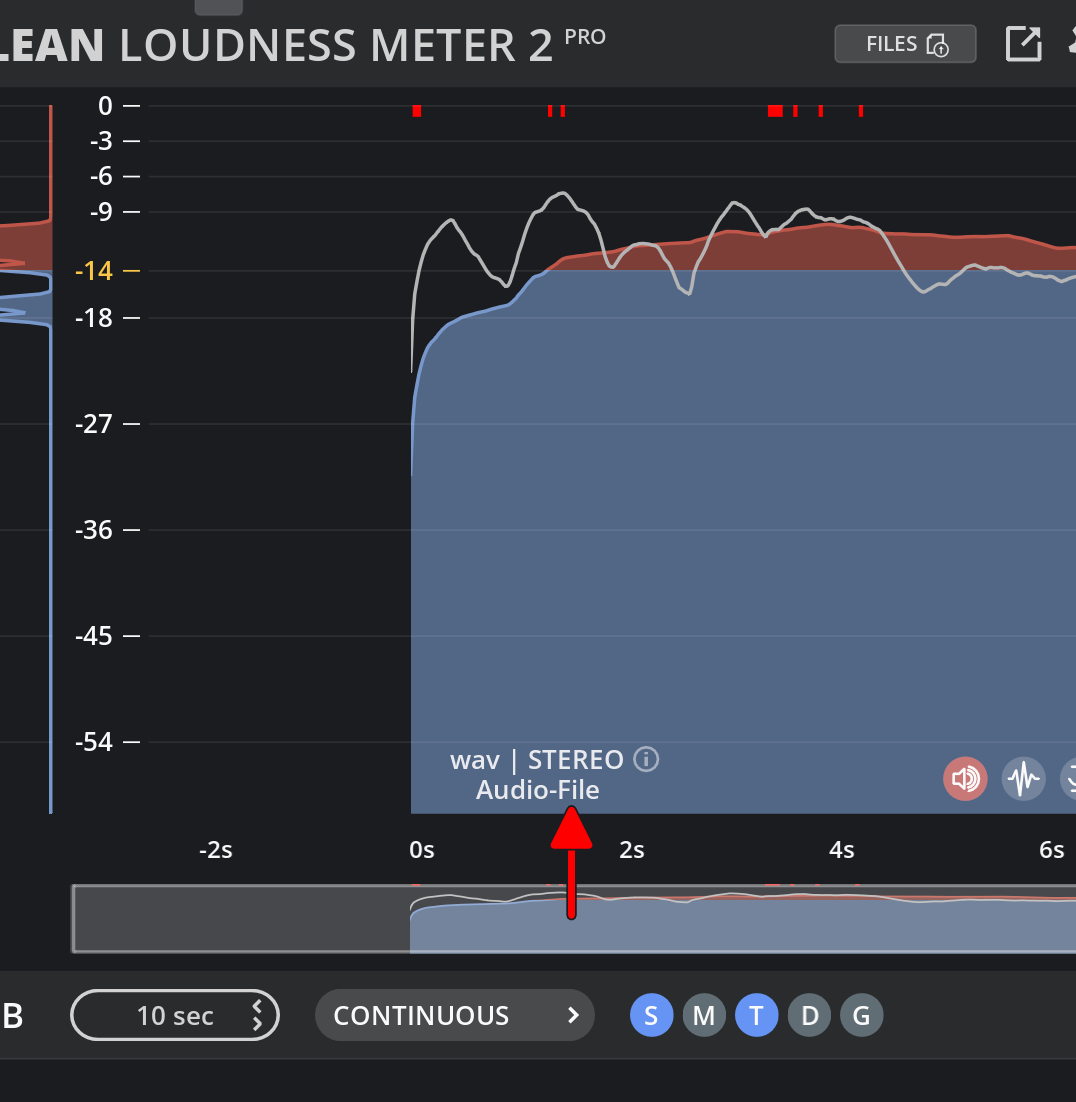 LEAN LOUDNESS METER 2 PRO
FILES
0
-3
-6
-9
-14
-18
-27
-36
-45
-54
wav | STEREO
Audio-File
-2s 0s 2s 4s 6s
B 10 sec CONTINUOUS S M T D G